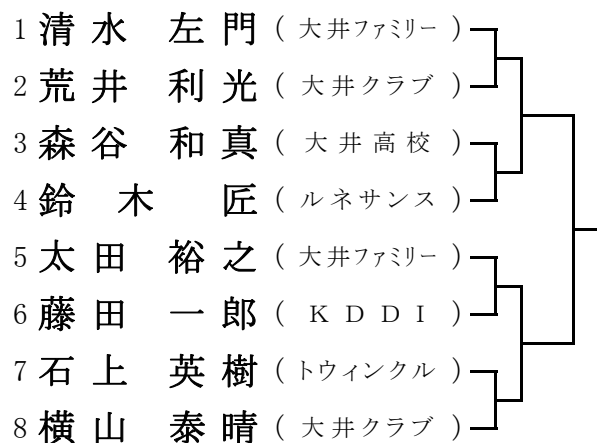 1 清水 左門 ( 大井ファミリー )
2 荒井 利光 ( 大井クラブ )
3 森谷 和真 ( 大井高校 )
4 鈴木 匠 ( ルネサンス )
5 太田 裕之 ( 大井ファミリー )
6 藤田 一郎 ( KDDI )
7 石上 英樹 ( トウィンクル )
8 横山 泰晴 ( 大井クラブ )